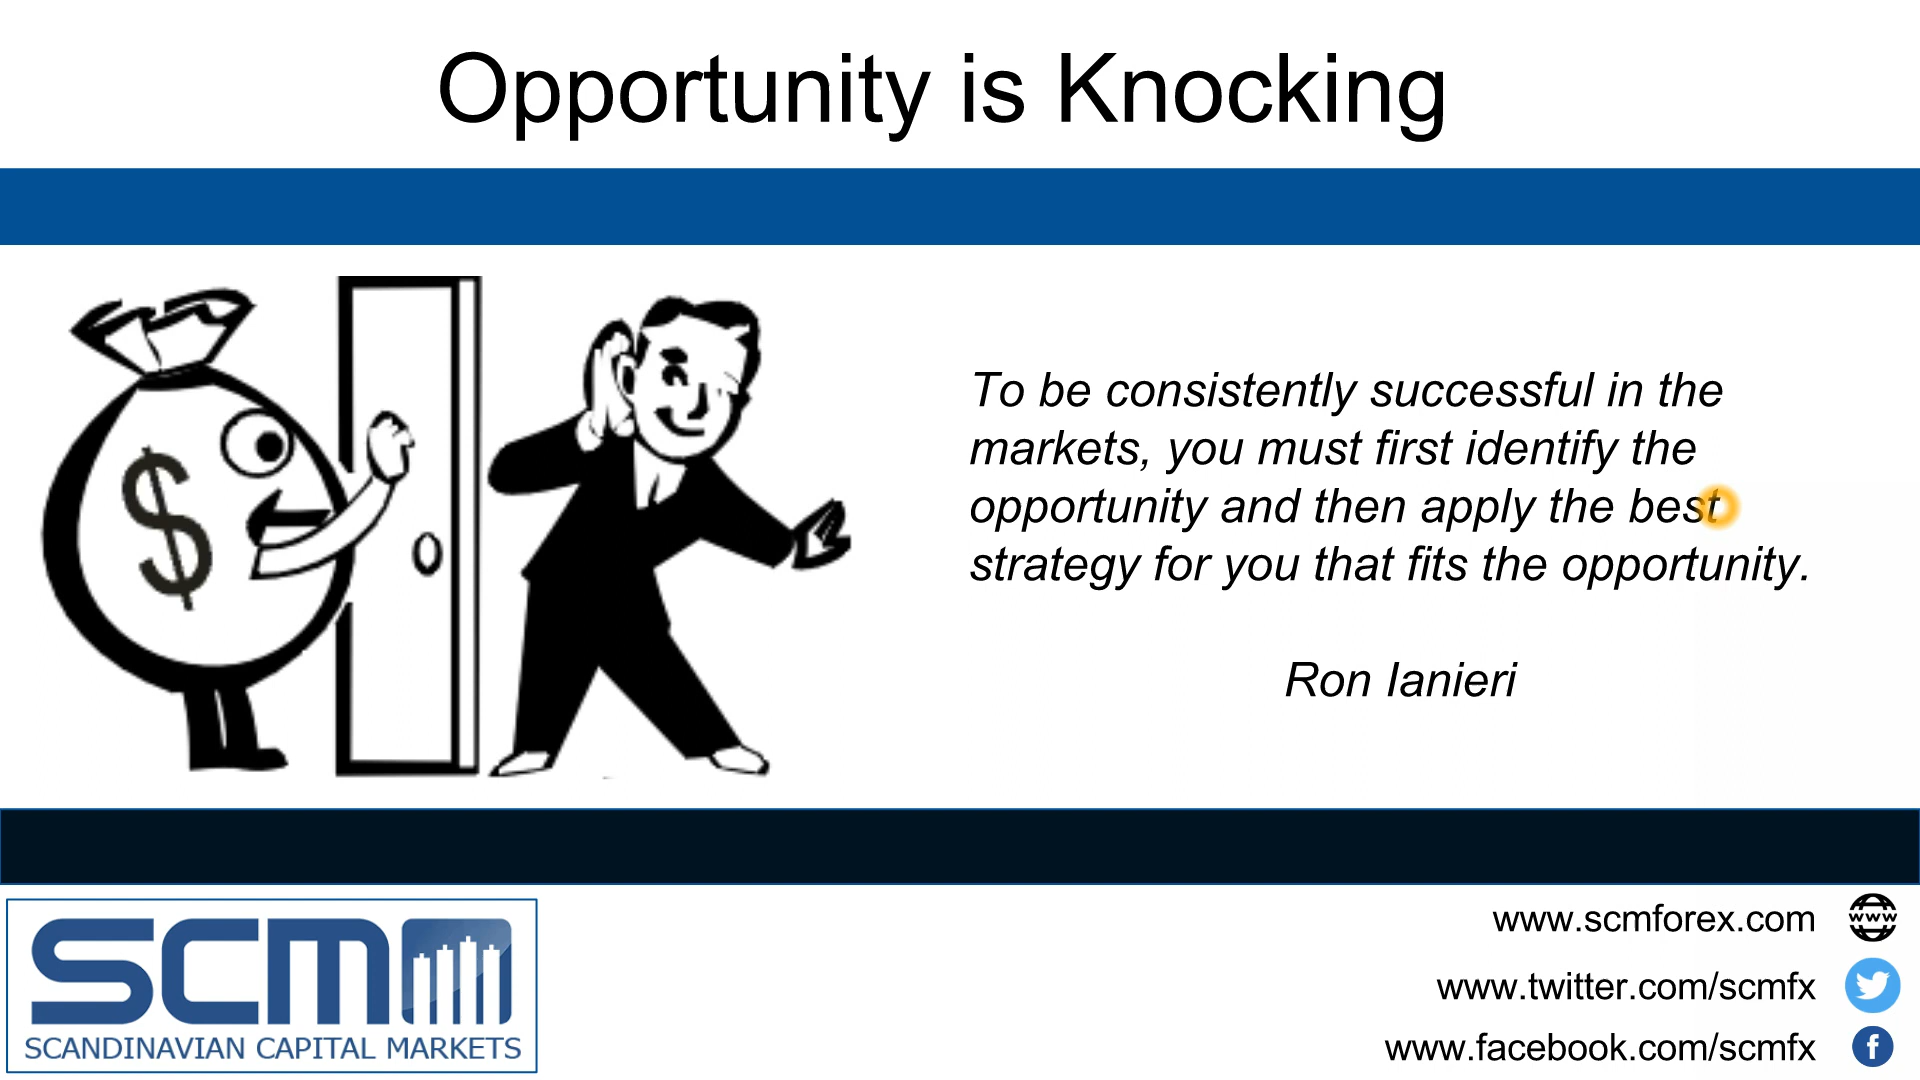 Opportunity is Knocking
$
To be consistently successful in the
markets, you must first identify the
opportunity and then apply the best
strategy for you that fits the opportunity.
Ron Ianieri
SCM
SCANDINAVIAN CAPITAL MARKETS
www.scmforex.com
www
www.twitter.com/scmfx
www.facebook.com/scmfx
f